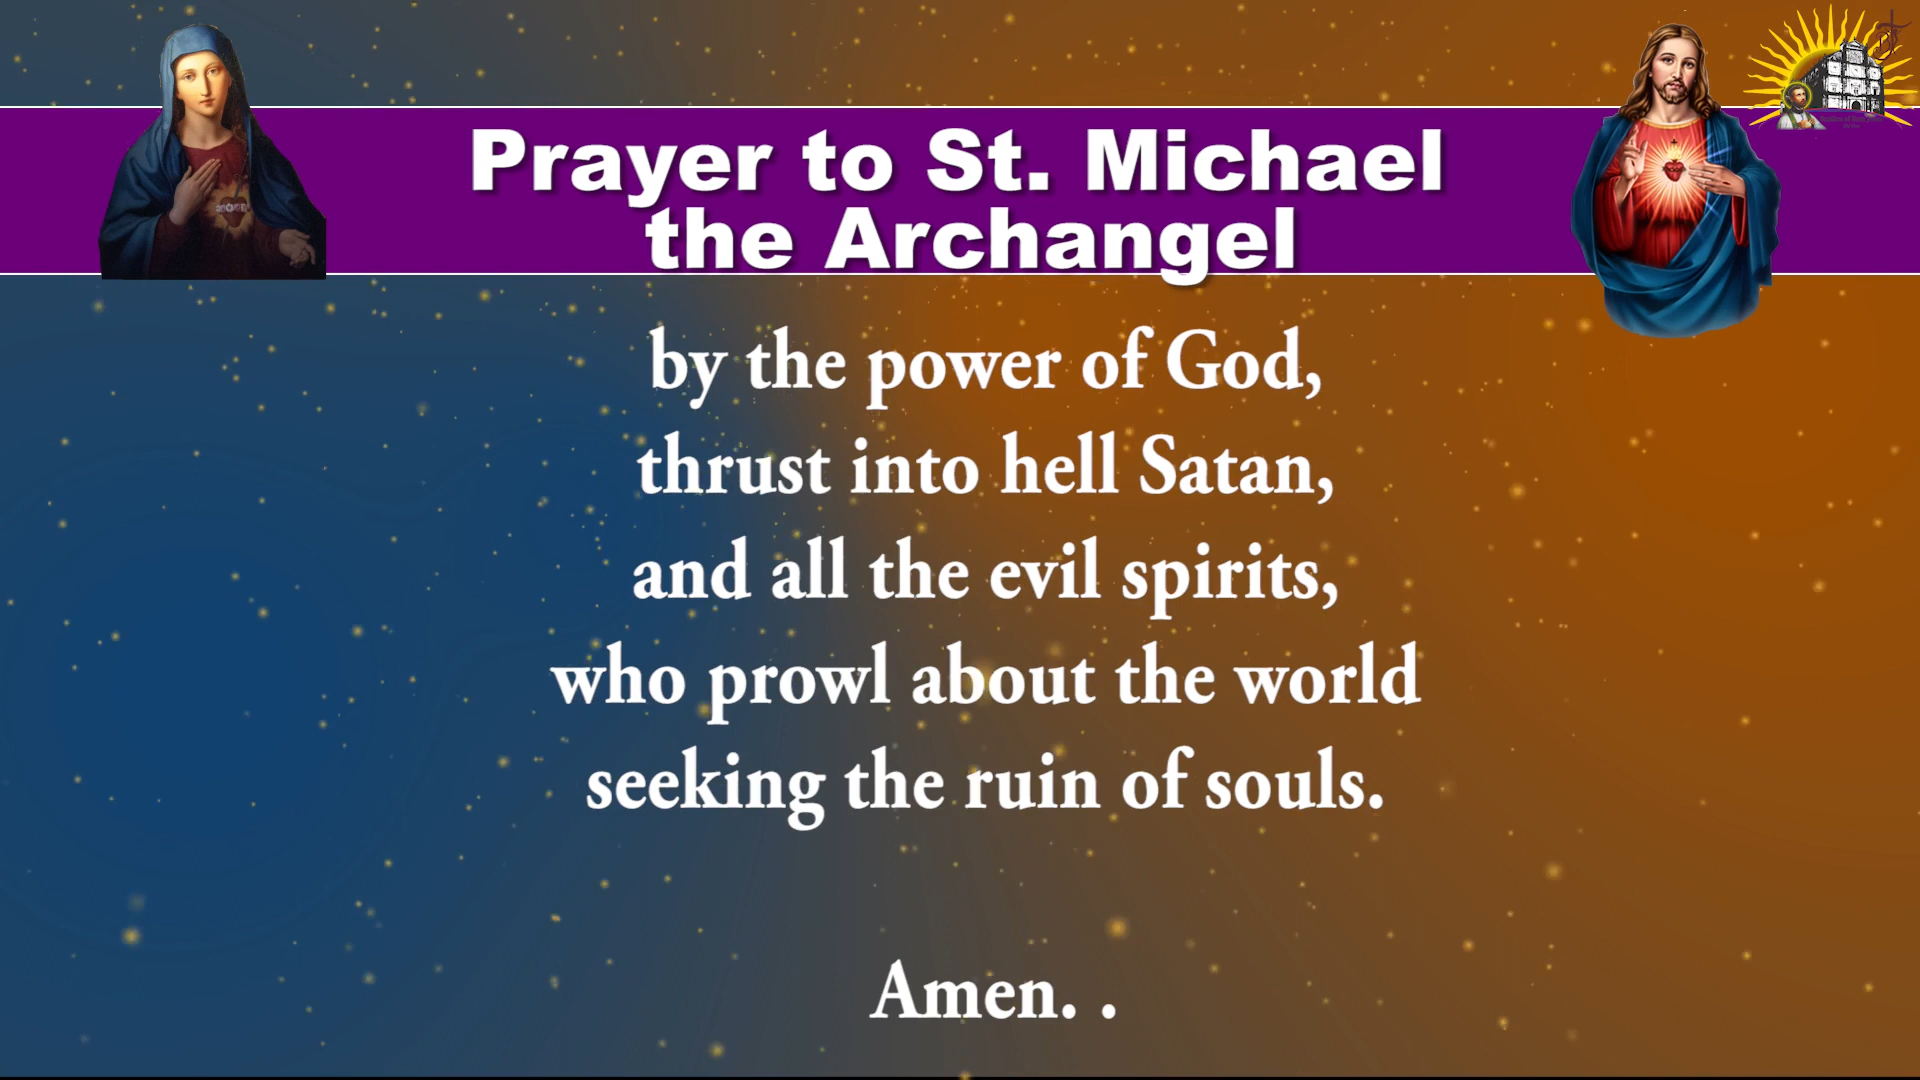 Prayer to St. Michael
the Archangel
by the power of God,
thrust into hell Satan,
and all the evil spirits,
who prowl about the world
seeking the ruin of souls.
Amen. .